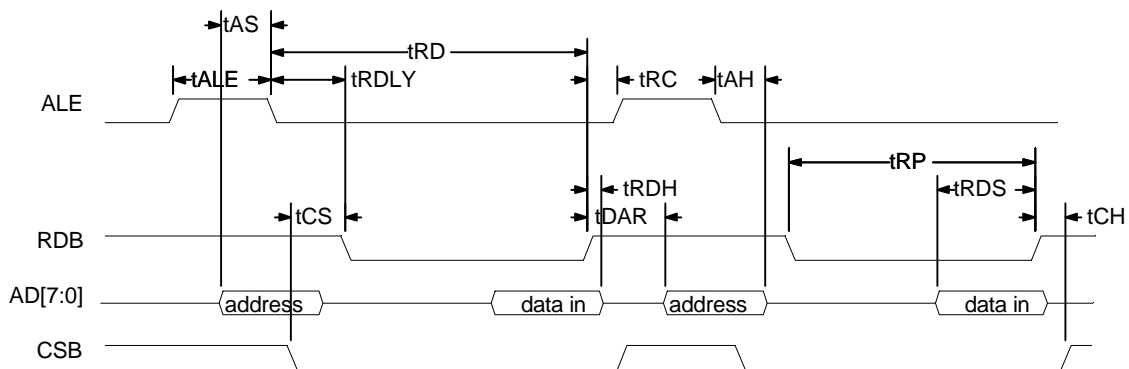 tAS
tRD
tALE
tRDLY
tRC
tAH
ALE
tRP
tRDH
tRDS
tCS
tDAR
tCH
RDB
AD[7:0]
address
data in
address
data in
CSB